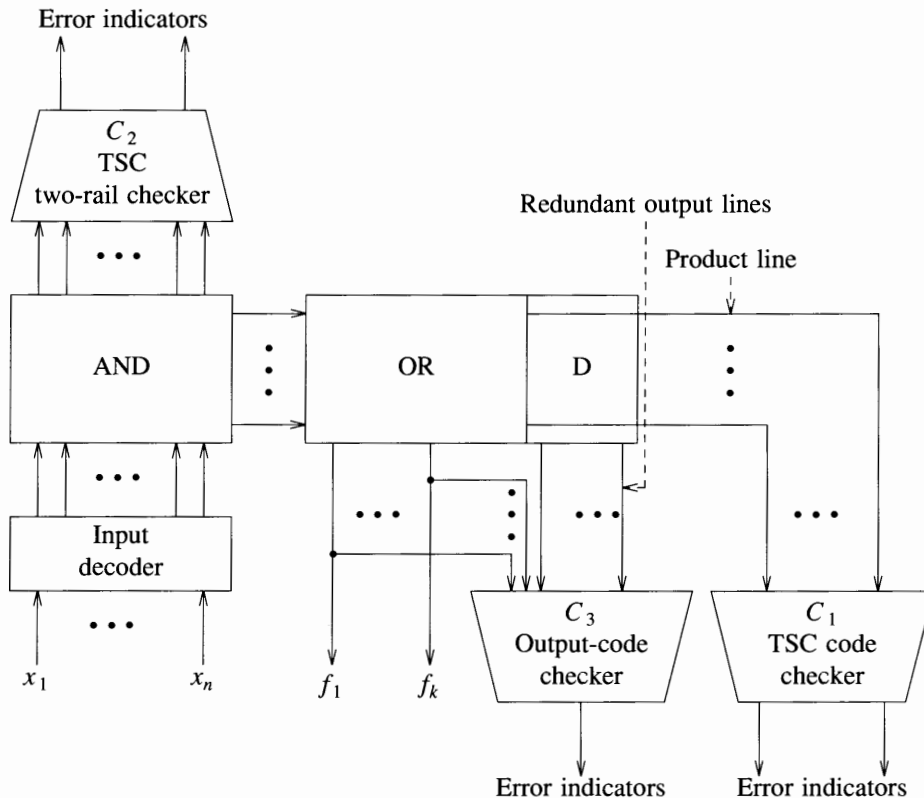 Error indicators
C2
TSC
two-rail checker
Redundant output lines
Product line
AND
OR
D
Input
decoder
x1
xn
f1
fk
C3
Output-code
checker
C1
TSC code
checker
Error indicators
Error indicators